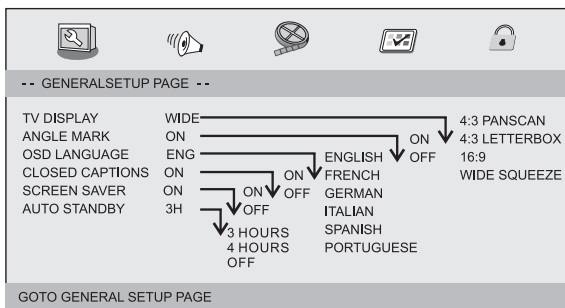 -- GENERALSETUP PAGE --
TV DISPLAY WIDE
ANGLE MARK ON
OSD LANGUAGE ENG
CLOSED CAPTIONS ON
SCREEN SAVER ON
AUTO STANDBY 3H
3 HOURS
4 HOURS
OFF
ON
OFF
ON
OFF
ENGLISH
FRENCH
GERMAN
ITALIAN
SPANISH
PORTUGUESE
ON
OFF
4:3 PANSCAN
4:3 LETTERBOX
16:9
WIDE SQUEEZE
GOTO GENERAL SETUP PAGE